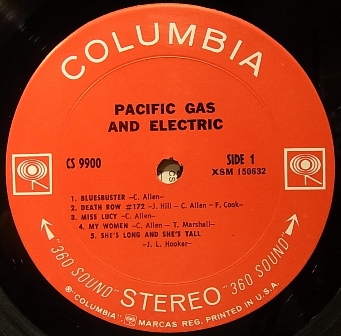 COLUMBIA
PACIFIC GAS
AND ELECTRIC
CS 9900
SIDE 1
XSM 150632
1. BLUESBUSTER -C. Allen-
2. DEATH ROW #172 -J. Hill - C. Allen - F. Cook-
3. MISS LUCY -C. Allen-
4. MY WOMEN -C. Allen - T. Marshall-
5. SHE'S LONG AND SHE'S TALL
-J. L. Hooker-
"360 SOUND" STEREO "360 SOUND"
® "COLUMBIA", MARCAS REG. PRINTED IN U.S.A.